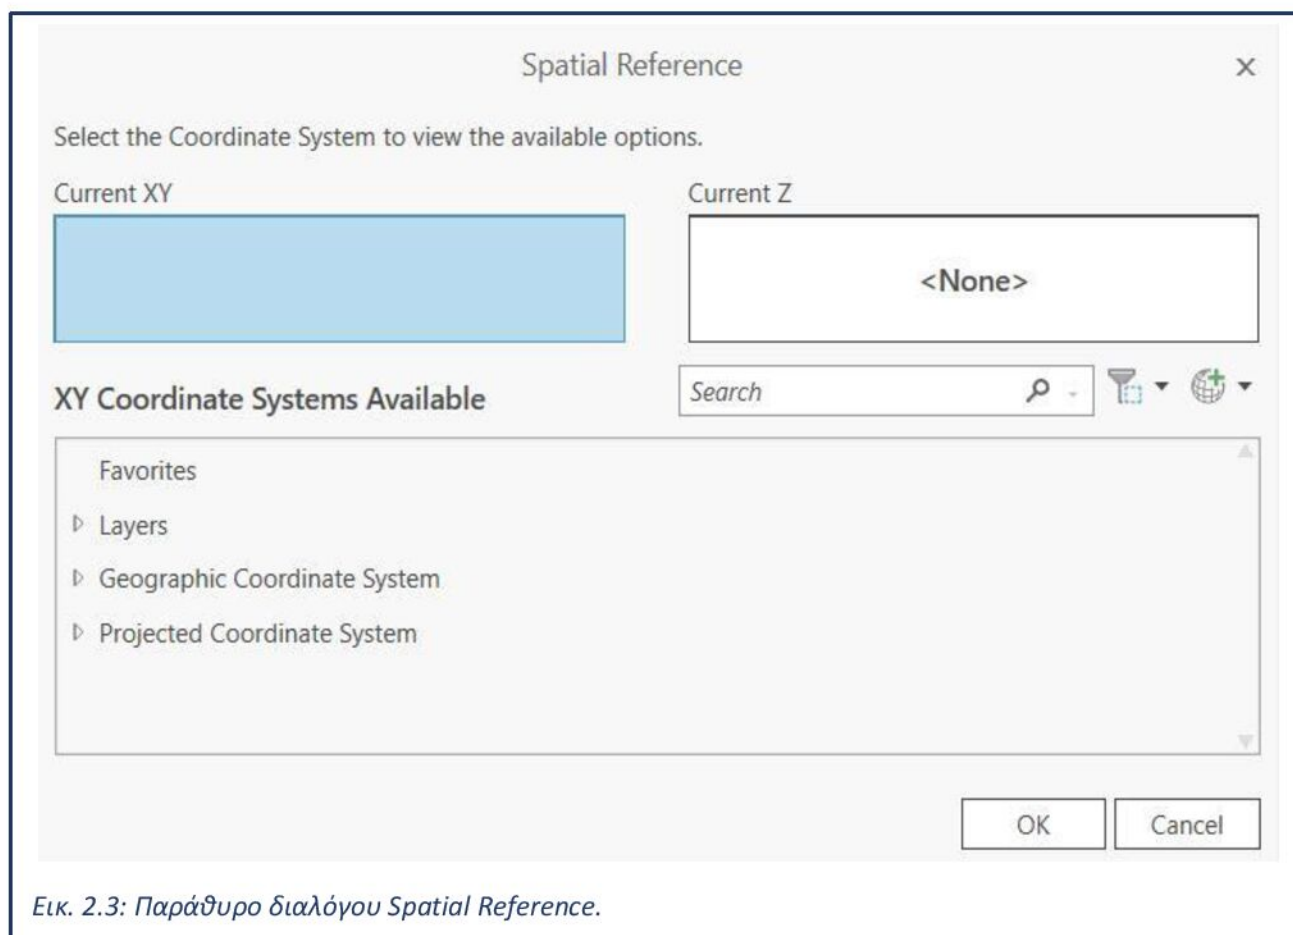 Spatial Reference
Select the Coordinate System to view the available options.
Current XY
Current Z
<None>
XY Coordinate Systems Available
Search
Favorites
Layers
Geographic Coordinate System
Projected Coordinate System
OK
Cancel
Εικ. 2.3: Παράθυρο διαλόγου Spatial Reference.